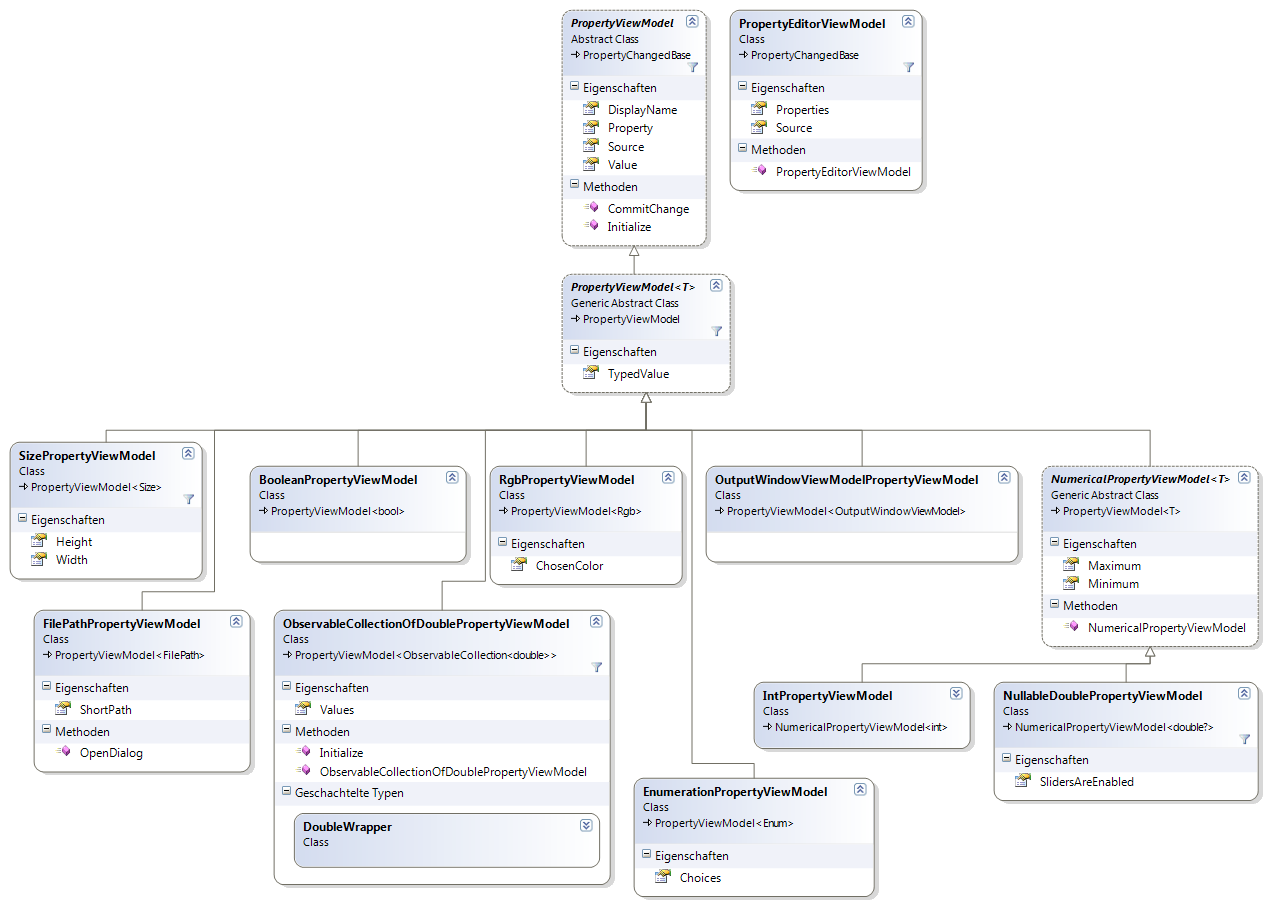 PropertyViewModel
Abstract Class
PropertyChangedBase
Eigenschaften
DisplayName
Property
Source
Value
Methoden
CommitChange
Initialize
PropertyEditorViewModel
Class
PropertyChangedBase
Eigenschaften
Properties
Source
Methoden
PropertyEditorViewModel
PropertyViewModel<T>
Generic Abstract Class
PropertyViewModel
Eigenschaften
TypedValue
SizePropertyViewModel
Class
PropertyViewModel<Size>
Eigenschaften
Height
Width
BooleanPropertyViewModel
Class
PropertyViewModel<bool>
RgbPropertyViewModel
Class
PropertyViewModel<Rgb>
Eigenschaften
ChosenColor
OutputWindowViewModelPropertyViewModel
Class
PropertyViewModel<OutputWindowViewModel>
NumericalPropertyViewModel<T>
Generic Abstract Class
PropertyViewModel<T>
Eigenschaften
Maximum
Minimum
Methoden
NumericalPropertyViewModel
FilePathPropertyViewModel
Class
PropertyViewModel<FilePath>
Eigenschaften
ShortPath
Methoden
OpenDialog
ObservableCollectionOfDoublePropertyViewModel
Class
PropertyViewModel<ObservableCollection<double>>
Eigenschaften
Values
Methoden
Initialize
ObservableCollectionOfDoublePropertyViewModel
Geschachtelte Typen
DoubleWrapper
Class
IntPropertyViewModel
Class
NumericalPropertyViewModel<int>
NullableDoublePropertyViewModel
Class
NumericalPropertyViewModel<double?>
Eigenschaften
SlidersAreEnabled
EnumerationPropertyViewModel
Class
PropertyViewModel<Enum>
Eigenschaften
Choices